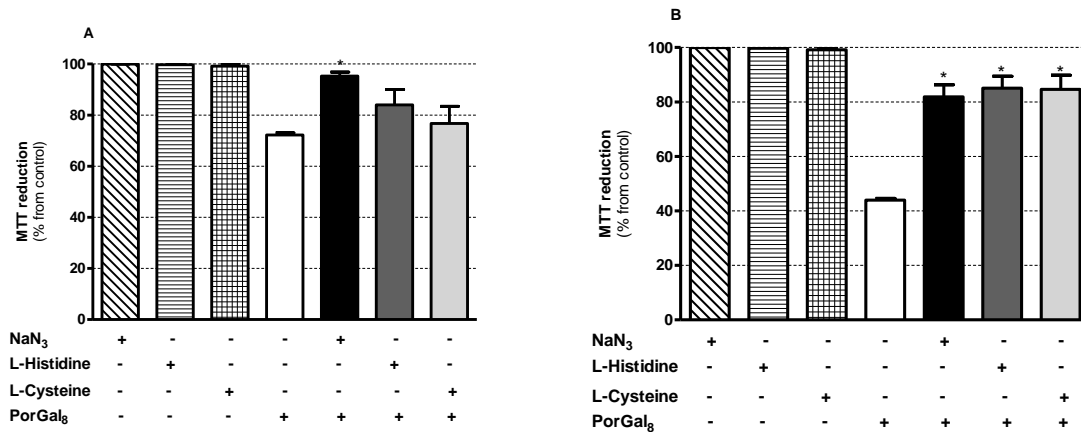 A
MTT reduction
(% from control)
100
80
60
40
20
0
*
NaN₃ + - - - + - -
L-Histidine - + - - - + -
L-Cysteine - - + - - - +
PorGal₈ - - - + + + +
B
MTT reduction
(% from control)
100
80
60
40
20
0
* * *
NaN₃ + - - - + - -
L-Histidine - + - - - + -
L-Cysteine - - + - - - +
PorGal₈ - - - + + + +